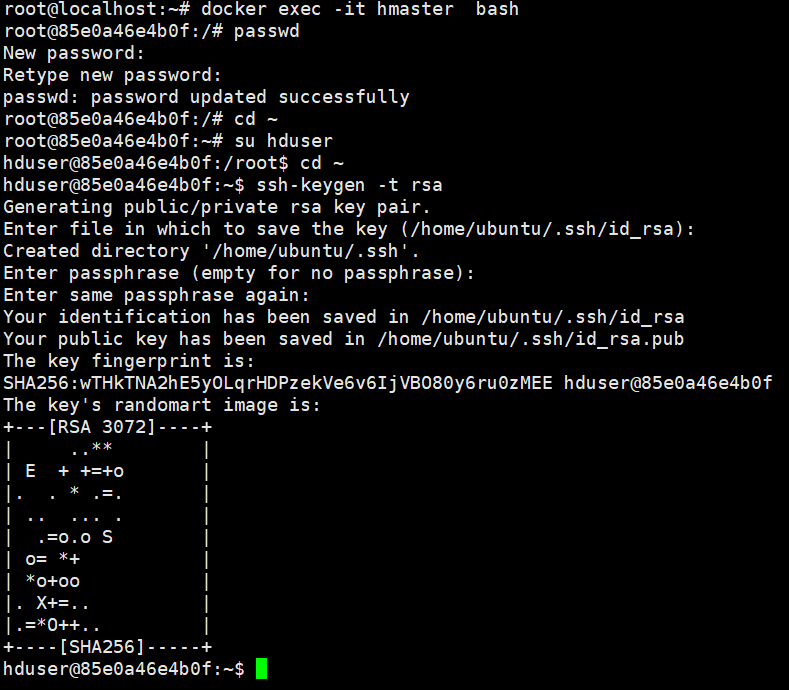 root@localhost:~# docker exec -it hmaster  bash
root@85e0a46e4b0f:/# passwd
New password:
Retype new password:
passwd: password updated successfully
root@85e0a46e4b0f:/# cd ~
root@85e0a46e4b0f:~# su hduser
hduser@85e0a46e4b0f:/root$ cd ~
hduser@85e0a46e4b0f:~$ ssh-keygen -t rsa
Generating public/private rsa key pair.
Enter file in which to save the key (/home/ubuntu/.ssh/id_rsa):
Created directory '/home/ubuntu/.ssh'.
Enter passphrase (empty for no passphrase):
Enter same passphrase again:
Your identification has been saved in /home/ubuntu/.ssh/id_rsa
Your public key has been saved in /home/ubuntu/.ssh/id_rsa.pub
The key fingerprint is:
SHA256:wTHkTNA2hE5yOLqrHDPzekVe6v6IjVBO80y6ru0zMEE hduser@85e0a46e4b0f
The key's randomart image is:
+---[RSA 3072]----+
|     ..**        |
| E  + +=+o       |
|.  . * .=.       |
| ..  ... .       |
|  .=o.o S        |
| o= *+           |
| *o+oo           |
|. X+=..          |
|.=*O++..         |
+----[SHA256]-----+
hduser@85e0a46e4b0f:~$